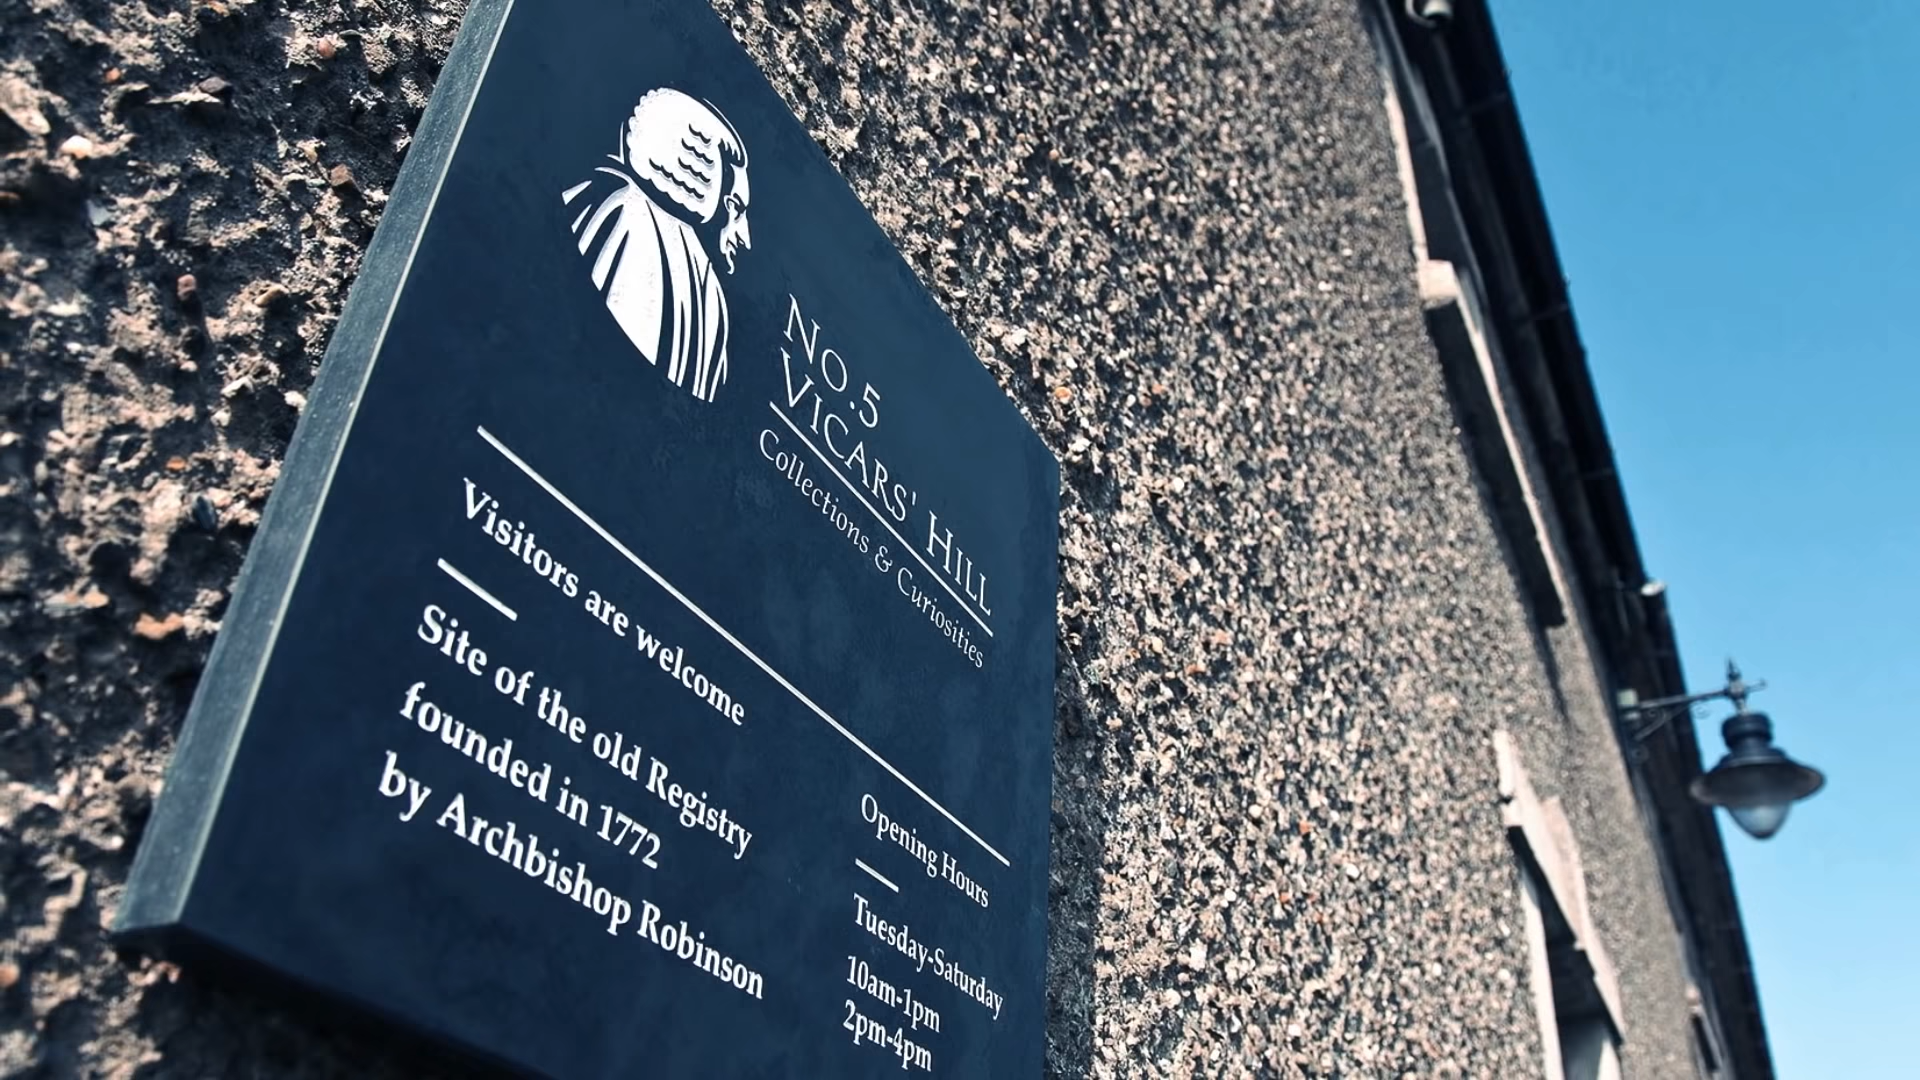 No.5
Vicars' Hill
Collections & Curiosities
Visitors are welcome
Site of the old Registry
founded in 1772
by Archbishop Robinson
Opening Hours
Tuesday-Saturday
10am-1pm
2pm-4pm